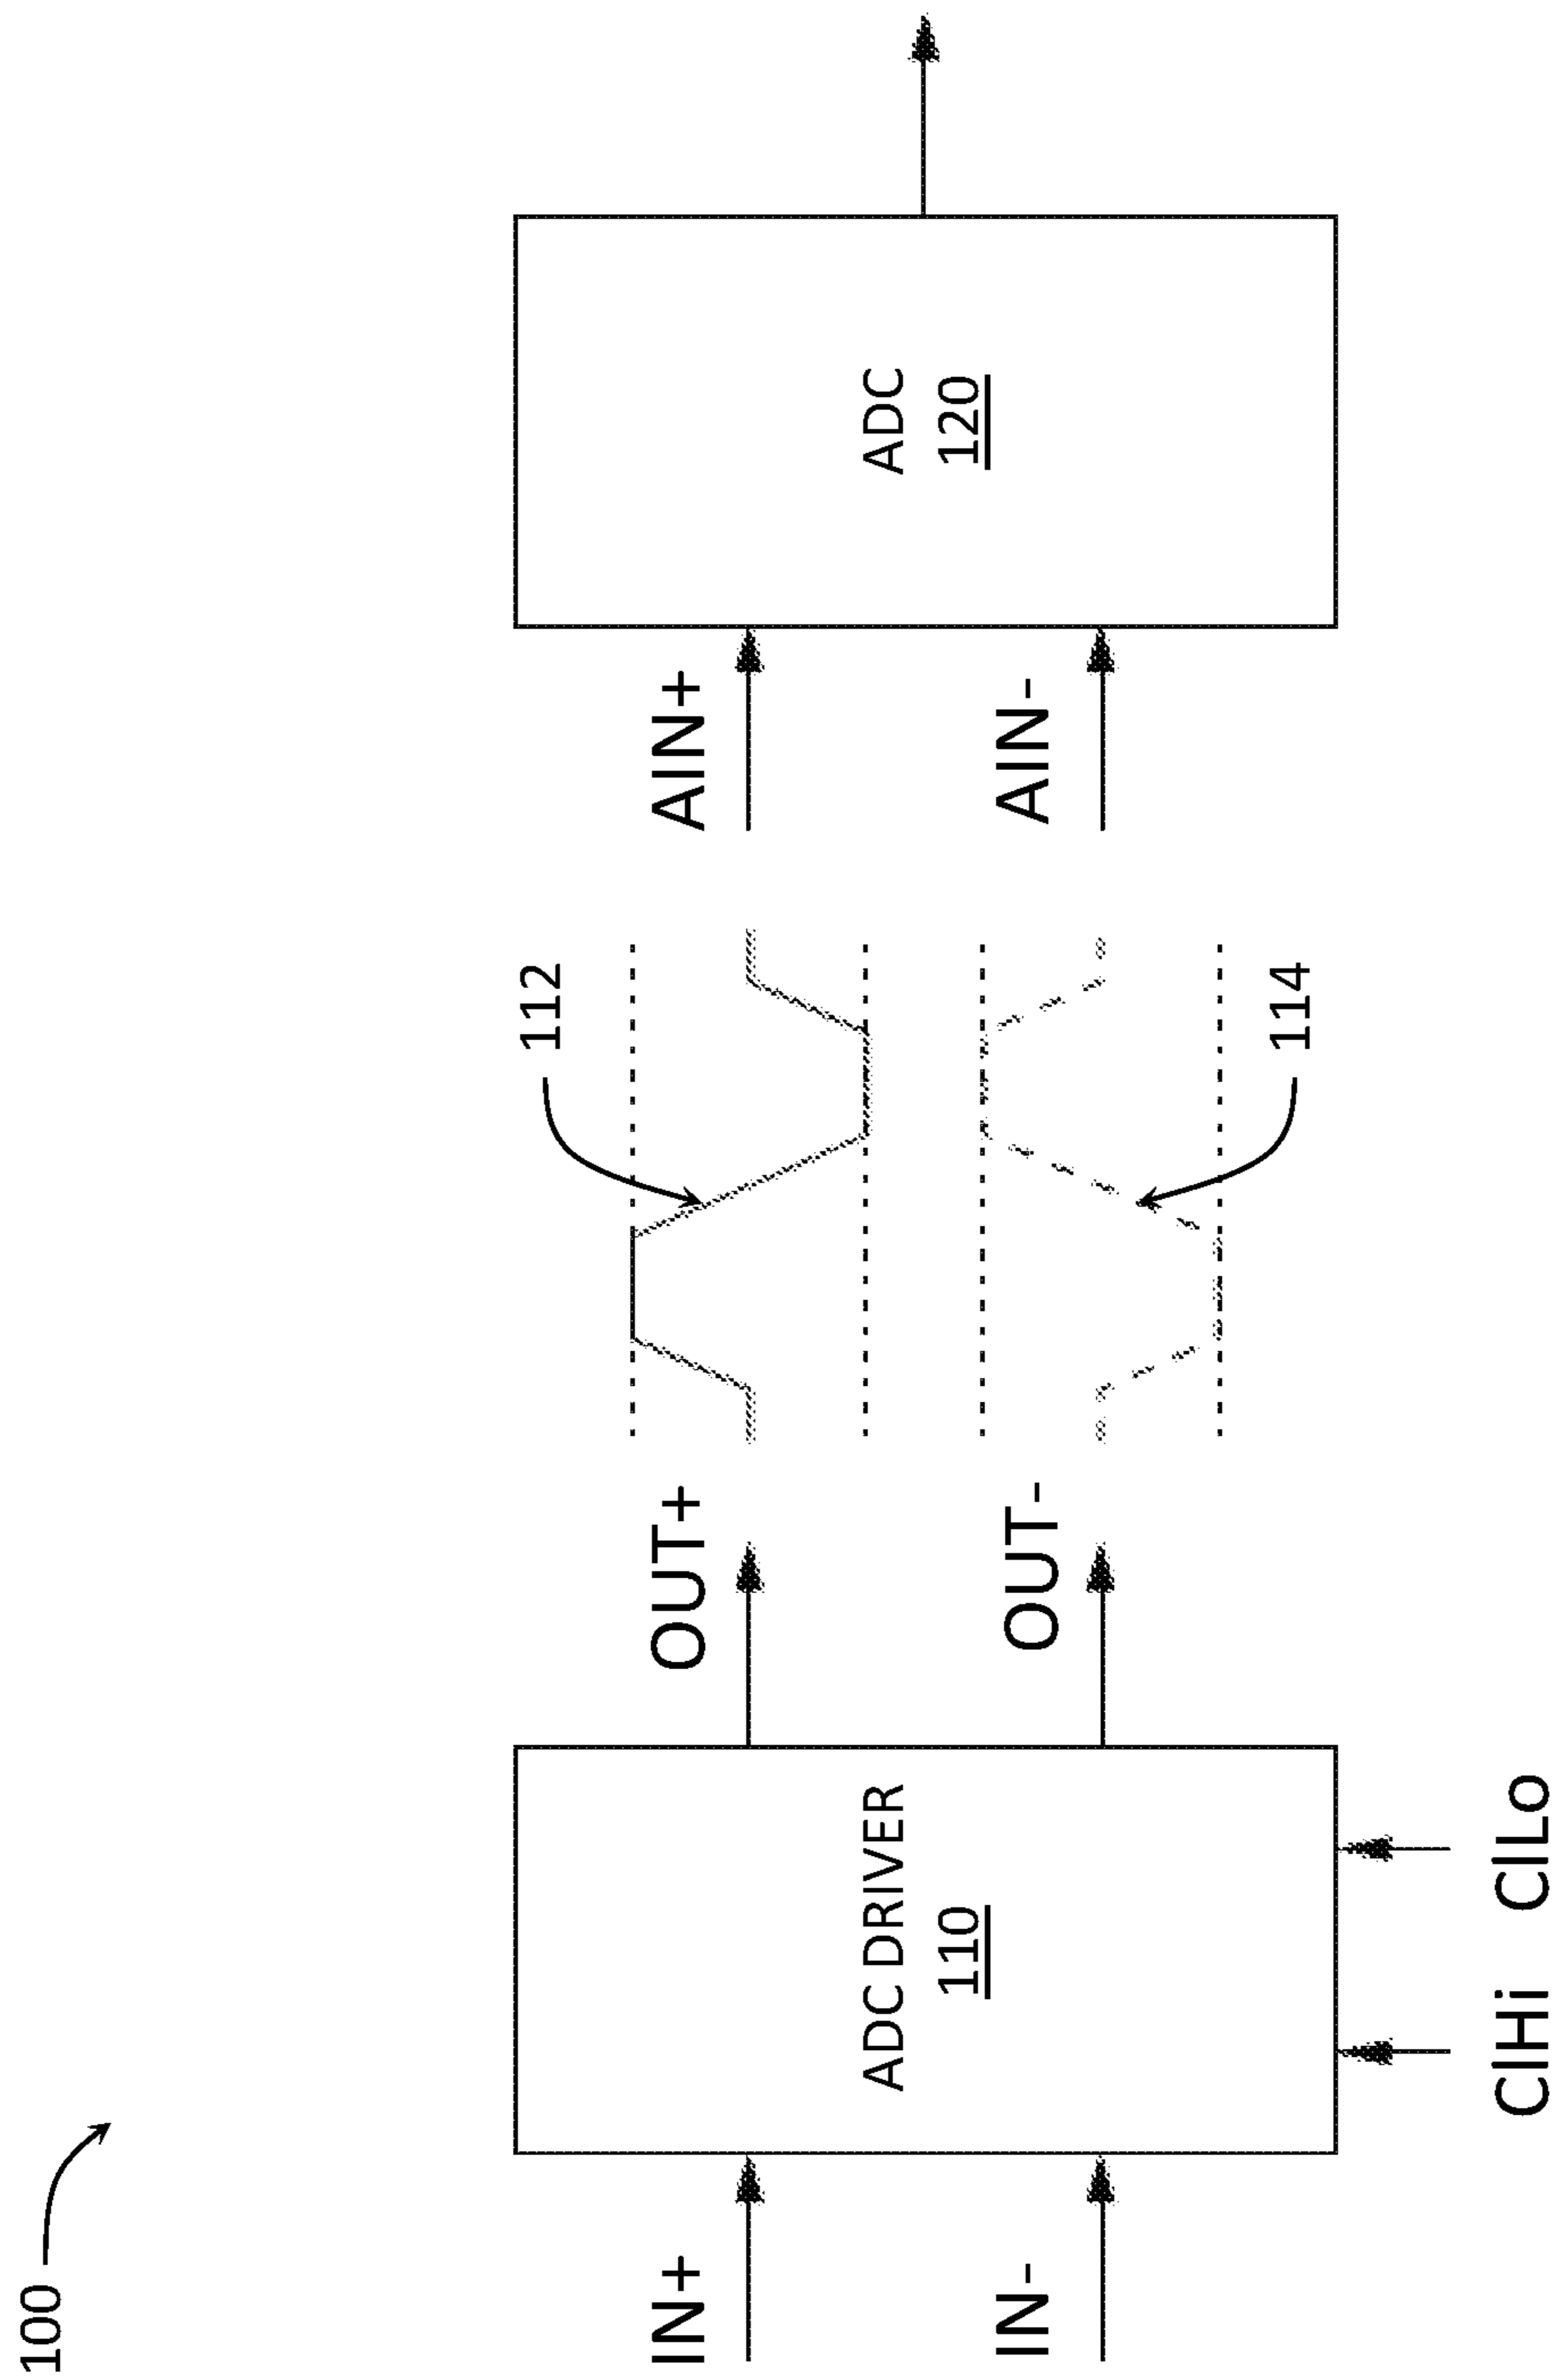 100
IN+
IN-
ADC DRIVER
110
ClHi
ClLo
OUT+
OUT-
112
114
AIN+
AIN-
ADC
120